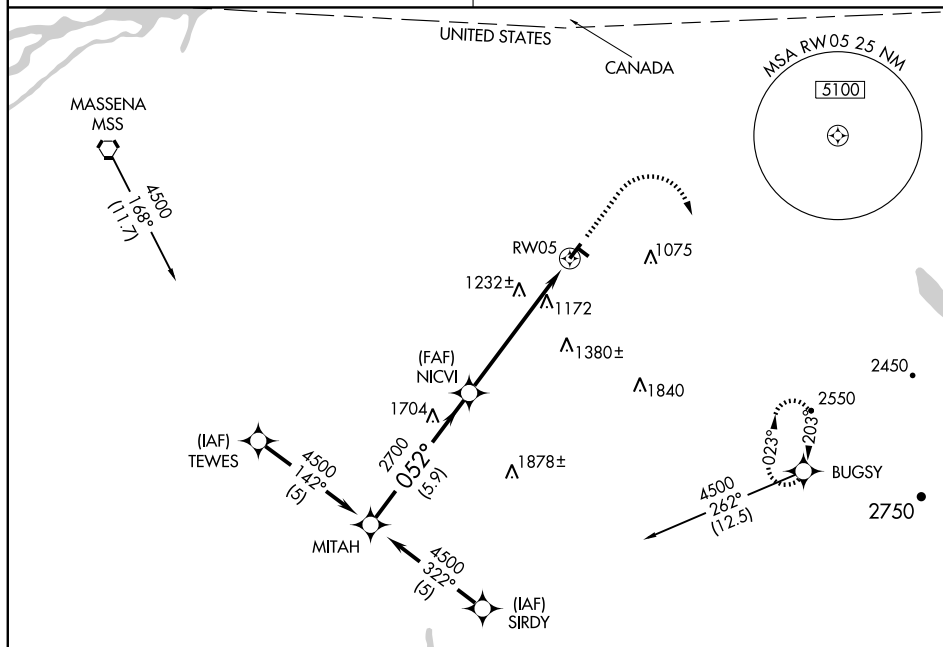 UNITED STATES
CANADA
MSA RW05 25 NM
5100
MASSENA
MSS
4500
168°
(11.7)
RW05
1075
1232±
1172
(FAF)
NICVI
1380±
1840
2450
1704
2550
(IAF)
TEWES
4500
142°
(5)
2700
052°
(5.9)
1878±
023°
203°
BUGSY
4500
262°
(12.5)
2750
MITAH
4500
322°
(5)
(IAF)
SIRDY